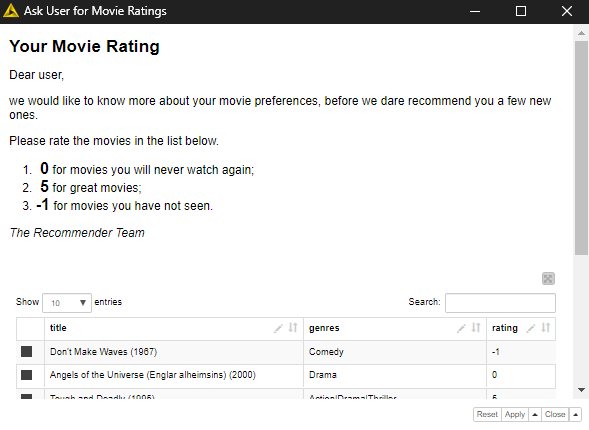 Ask User for Movie Ratings
Your Movie Rating
Dear user,
we would like to know more about your movie preferences, before we dare recommend you a few new
ones.
Please rate the movies in the list below.
1. 0 for movies you will never watch again;
2. 5 for great movies;
3. -1 for movies you have not seen.
The Recommender Team
Show 10 entries Search:
title genres rating
Don't Make Waves (1967) Comedy -1
Angels of the Universe (Englar alheimsins) (2000) Drama 0
Tough and Deadly (1995) Action|Drama|Thriller 5
Reset Apply Close